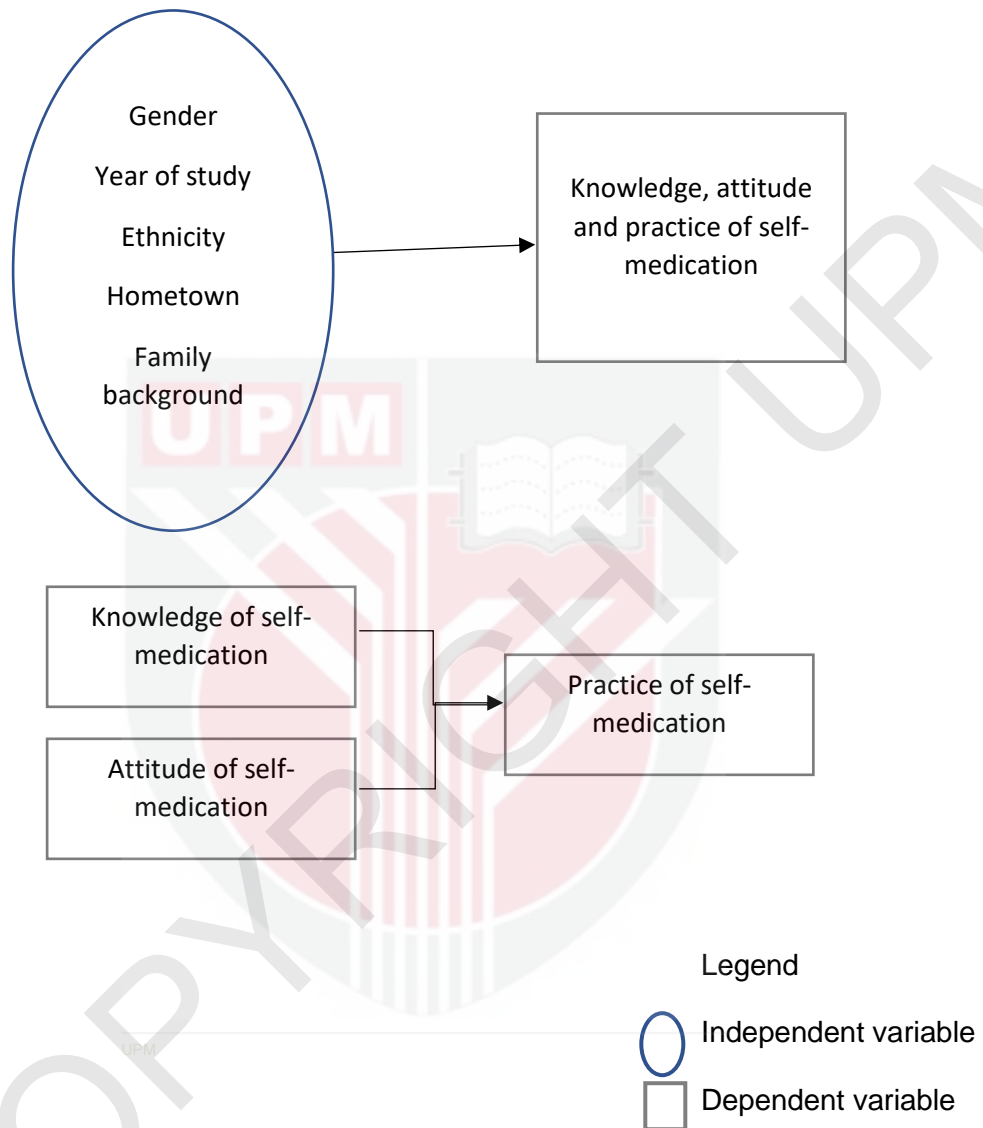 Gender
Year of study
Ethnicity
Hometown
Family
background
Knowledge, attitude
and practice of self-
medication
UPM
Knowledge of self-
medication
Attitude of self-
medication
Practice of self-
medication
Legend
Independent variable
Dependent variable
UPM
OPYRIGHT UPM